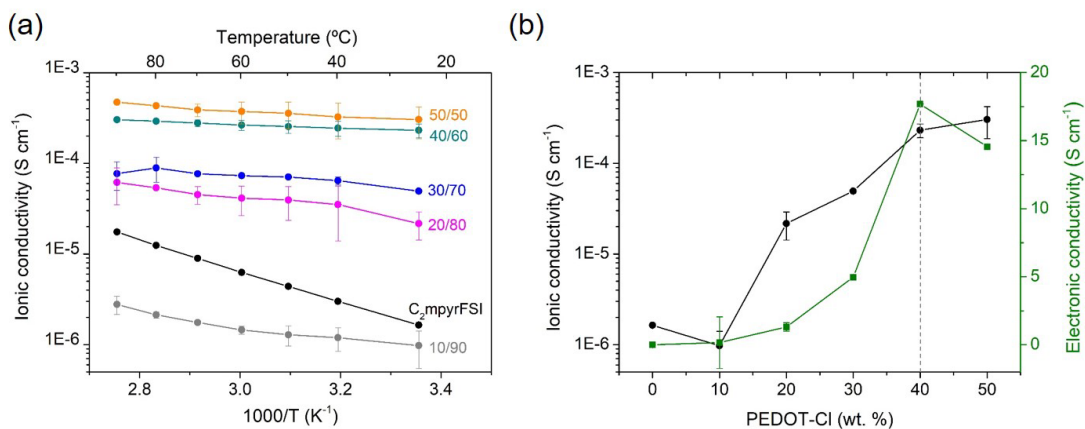 (a)
Temperature (ºC)
80 60 40 20
1E-3
1E-4
1E-5
1E-6
Ionic conductivity (S cm⁻¹)
50/50
40/60
30/70
20/80
C₂mpyrFSI
10/90
2.8 3.0 3.2 3.4
1000/T (K⁻¹)
(b)
1E-3
1E-4
1E-5
1E-6
Ionic conductivity (S cm⁻¹)
20
15
10
5
0
Electronic conductivity (S cm⁻¹)
0 10 20 30 40 50
PEDOT-Cl (wt. %)